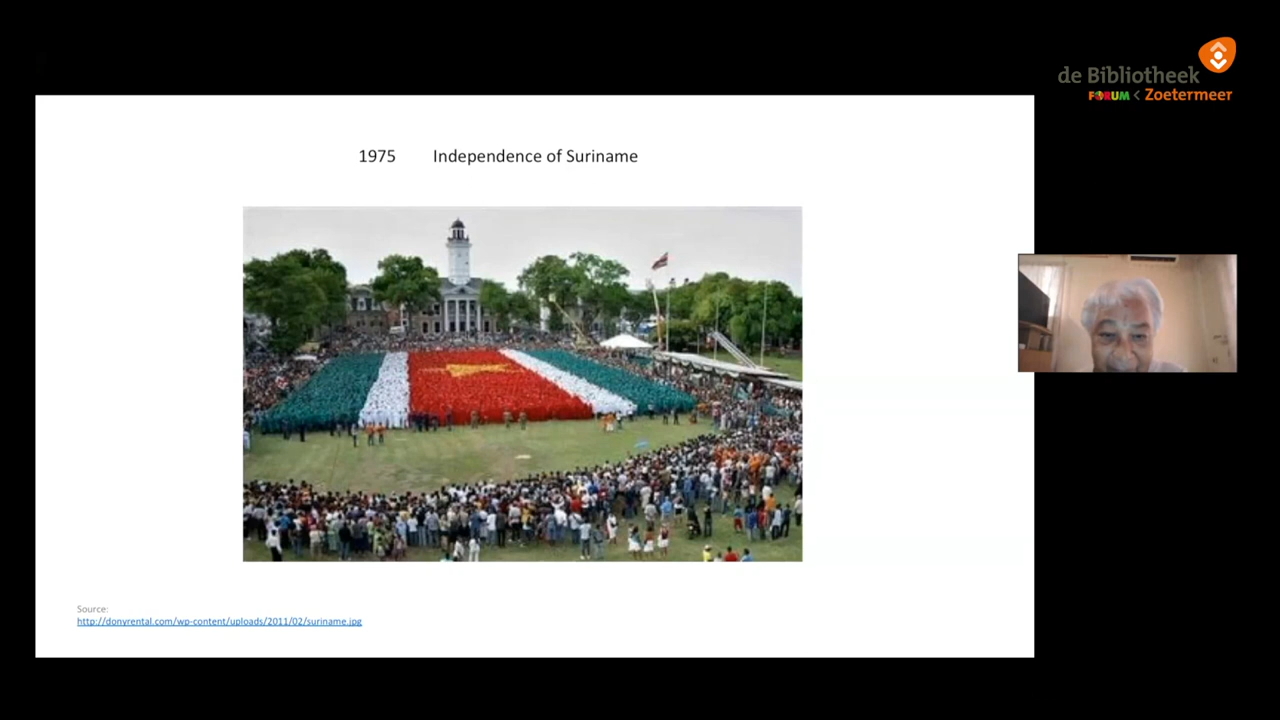 de Bibliotheek
FORUM < Zoetermeer
1975 Independence of Suriname
Source:
http://donyrental.com/wp-content/uploads/2011/02/suriname.jpg